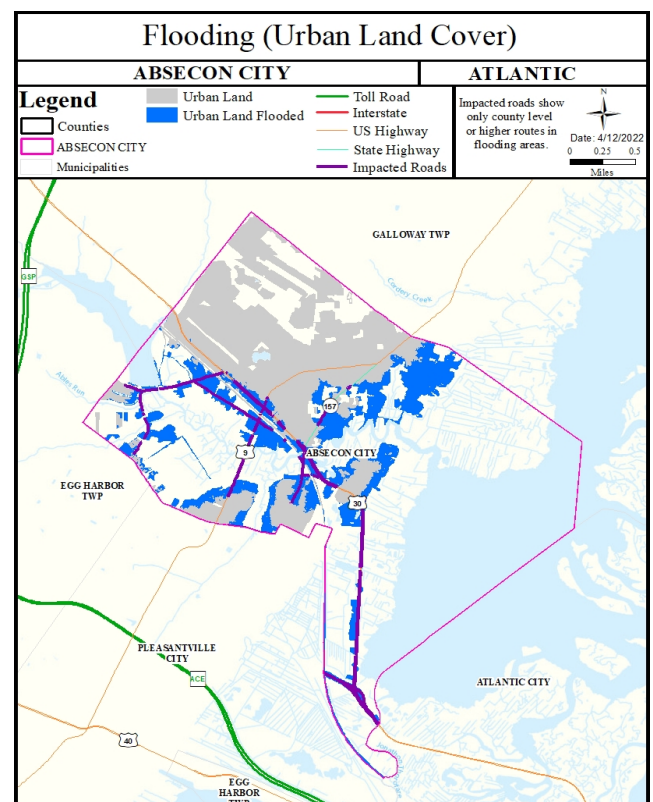 Flooding (Urban Land Cover)
ABSECON CITY
ATLANTIC
Legend
Counties
ABSECON CITY
Municipalities
Urban Land
Urban Land Flooded
Toll Road
Interstate
US Highway
State Highway
Impacted Roads
Impacted roads show
only county level
or higher routes in
flooding areas.
N
Date: 4/12/2022
0 0.25 0.5
Miles
GALLOWAY TWP
GSP
Cordery Creek
157
9
ABSECON CITY
EGG HARBOR
TWP
30
PLEASANTVILLE
CITY
ACE
ATLANTIC CITY
40
EGG
HARBOR
TWP